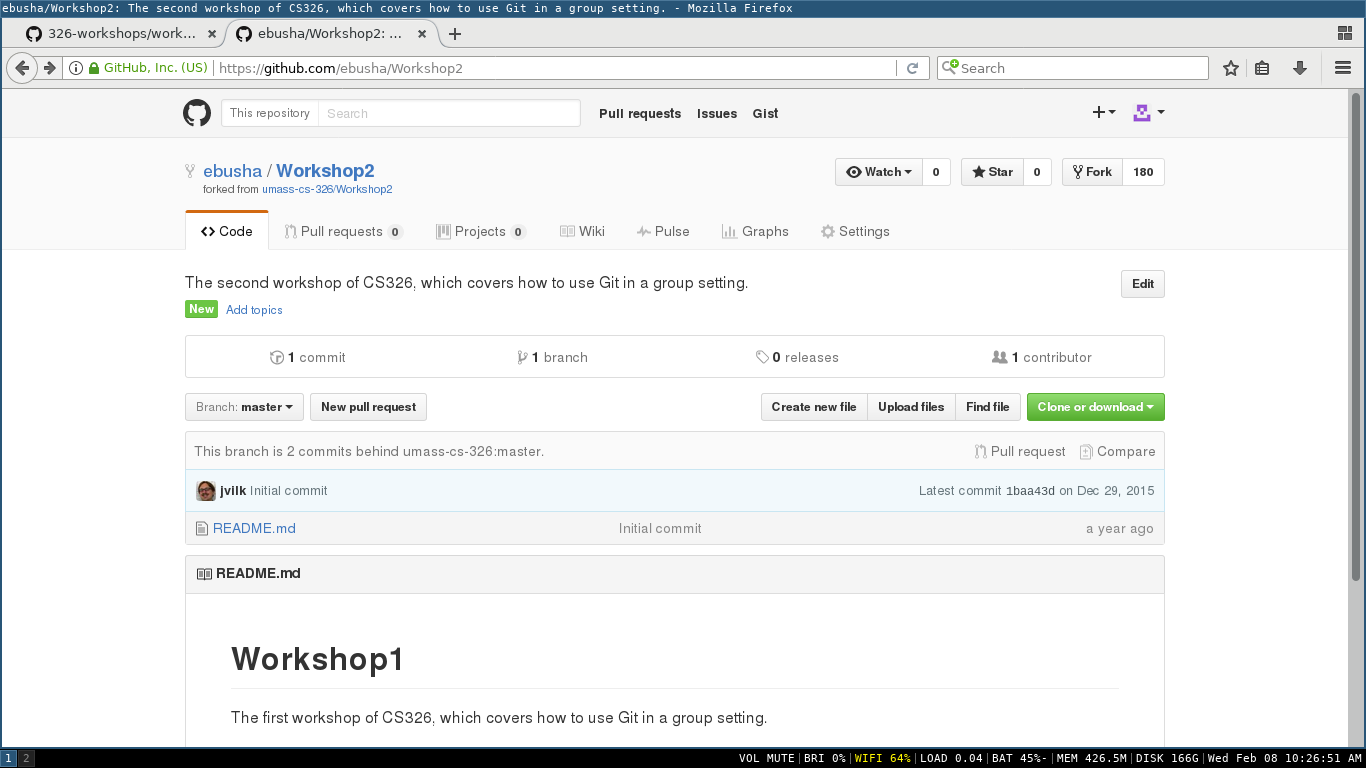 ebusha/Workshop2: The second workshop of CS326, which covers how to use Git in a group setting. - Mozilla Firefox
326-workshops/work... × ebusha/Workshop2: ... × +
GitHub, Inc. (US) https://github.com/ebusha/Workshop2 Search
This repository Search Pull requests Issues Gist
ebusha / Workshop2 Watch 0 Star 0 Fork 180
forked from umass-cs-326/Workshop2
Code Pull requests 0 Projects 0 Wiki Pulse Graphs Settings
The second workshop of CS326, which covers how to use Git in a group setting. Edit
New Add topics
1 commit 1 branch 0 releases 1 contributor
Branch: master New pull request Create new file Upload files Find file Clone or download
This branch is 2 commits behind umass-cs-326:master. Pull request Compare
jvilk Initial commit Latest commit 1baa43d on Dec 29, 2015
README.md Initial commit a year ago
README.md
Workshop1
The first workshop of CS326, which covers how to use Git in a group setting.
1 2 VOL MUTE|BRI 0%|WIFI 64%|LOAD 0.04|BAT 45%-|MEM 426.5M|DISK 166G|Wed Feb 08 10:26:51 AM